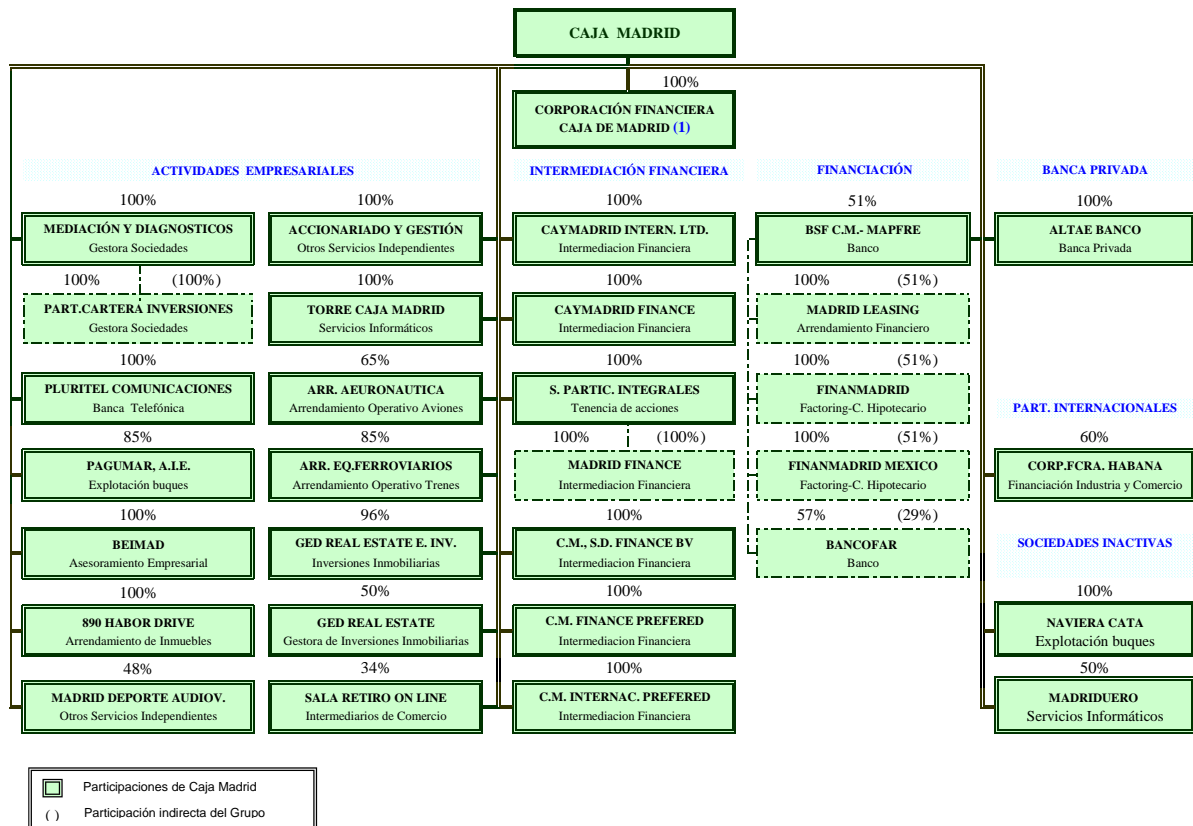 CAJA MADRID
100%
CORPORACIÓN FINANCIERA
CAJA DE MADRID (1)
ACTIVIDADES EMPRESARIALES
INTERMEDIACIÓN FINANCIERA
FINANCIACIÓN
BANCA PRIVADA
100%
MEDIACIÓN Y DIAGNOSTICOS
Gestora Sociedades
100% (100%)
PART.CARTERA INVERSIONES
Gestora Sociedades
100%
PLURITEL COMUNICACIONES
Banca Telefónica
85%
PAGUMAR, A.I.E.
Explotación buques
100%
BEIMAD
Asesoramiento Empresarial
100%
890 HABOR DRIVE
Arrendamiento de Inmuebles
48%
MADRID DEPORTE AUDIOV.
Otros Servicios Independientes
100%
ACCIONARIADO Y GESTIÓN
Otros Servicios Independientes
100%
TORRE CAJA MADRID
Servicios Informáticos
65%
ARR. AEURONAUTICA
Arrendamiento Operativo Aviones
85%
ARR. EQ.FERROVIARIOS
Arrendamiento Operativo Trenes
96%
GED REAL ESTATE E. INV.
Inversiones Inmobiliarias
50%
GED REAL ESTATE
Gestora de Inversiones Inmobiliarias
34%
SALA RETIRO ON LINE
Intermediarios de Comercio
100%
CAYMADRID INTERN. LTD.
Intermediacion Financiera
100%
CAYMADRID FINANCE
Intermediacion Financiera
100%
S. PARTIC. INTEGRALES
Tenencia de acciones
100% (100%)
MADRID FINANCE
Intermediacion Financiera
100%
C.M., S.D. FINANCE BV
Intermediacion Financiera
100%
C.M. FINANCE PREFERED
Intermediacion Financiera
100%
C.M. INTERNAC. PREFERED
Intermediacion Financiera
51%
BSF C.M.- MAPFRE
Banco
100% (51%)
MADRID LEASING
Arrendamiento Financiero
100% (51%)
FINANMADRID
Factoring-C. Hipotecario
100% (51%)
FINANMADRID MEXICO
Factoring-C. Hipotecario
57% (29%)
BANCOFAR
Banco
100%
ALTAE BANCO
Banca Privada
PART. INTERNACIONALES
60%
CORP.FCRA. HABANA
Financiación Industria y Comercio
SOCIEDADES INACTIVAS
100%
NAVIERA CATA
Explotación buques
50%
MADRIDUERO
Servicios Informáticos
Participaciones de Caja Madrid
( ) Participación indirecta del Grupo